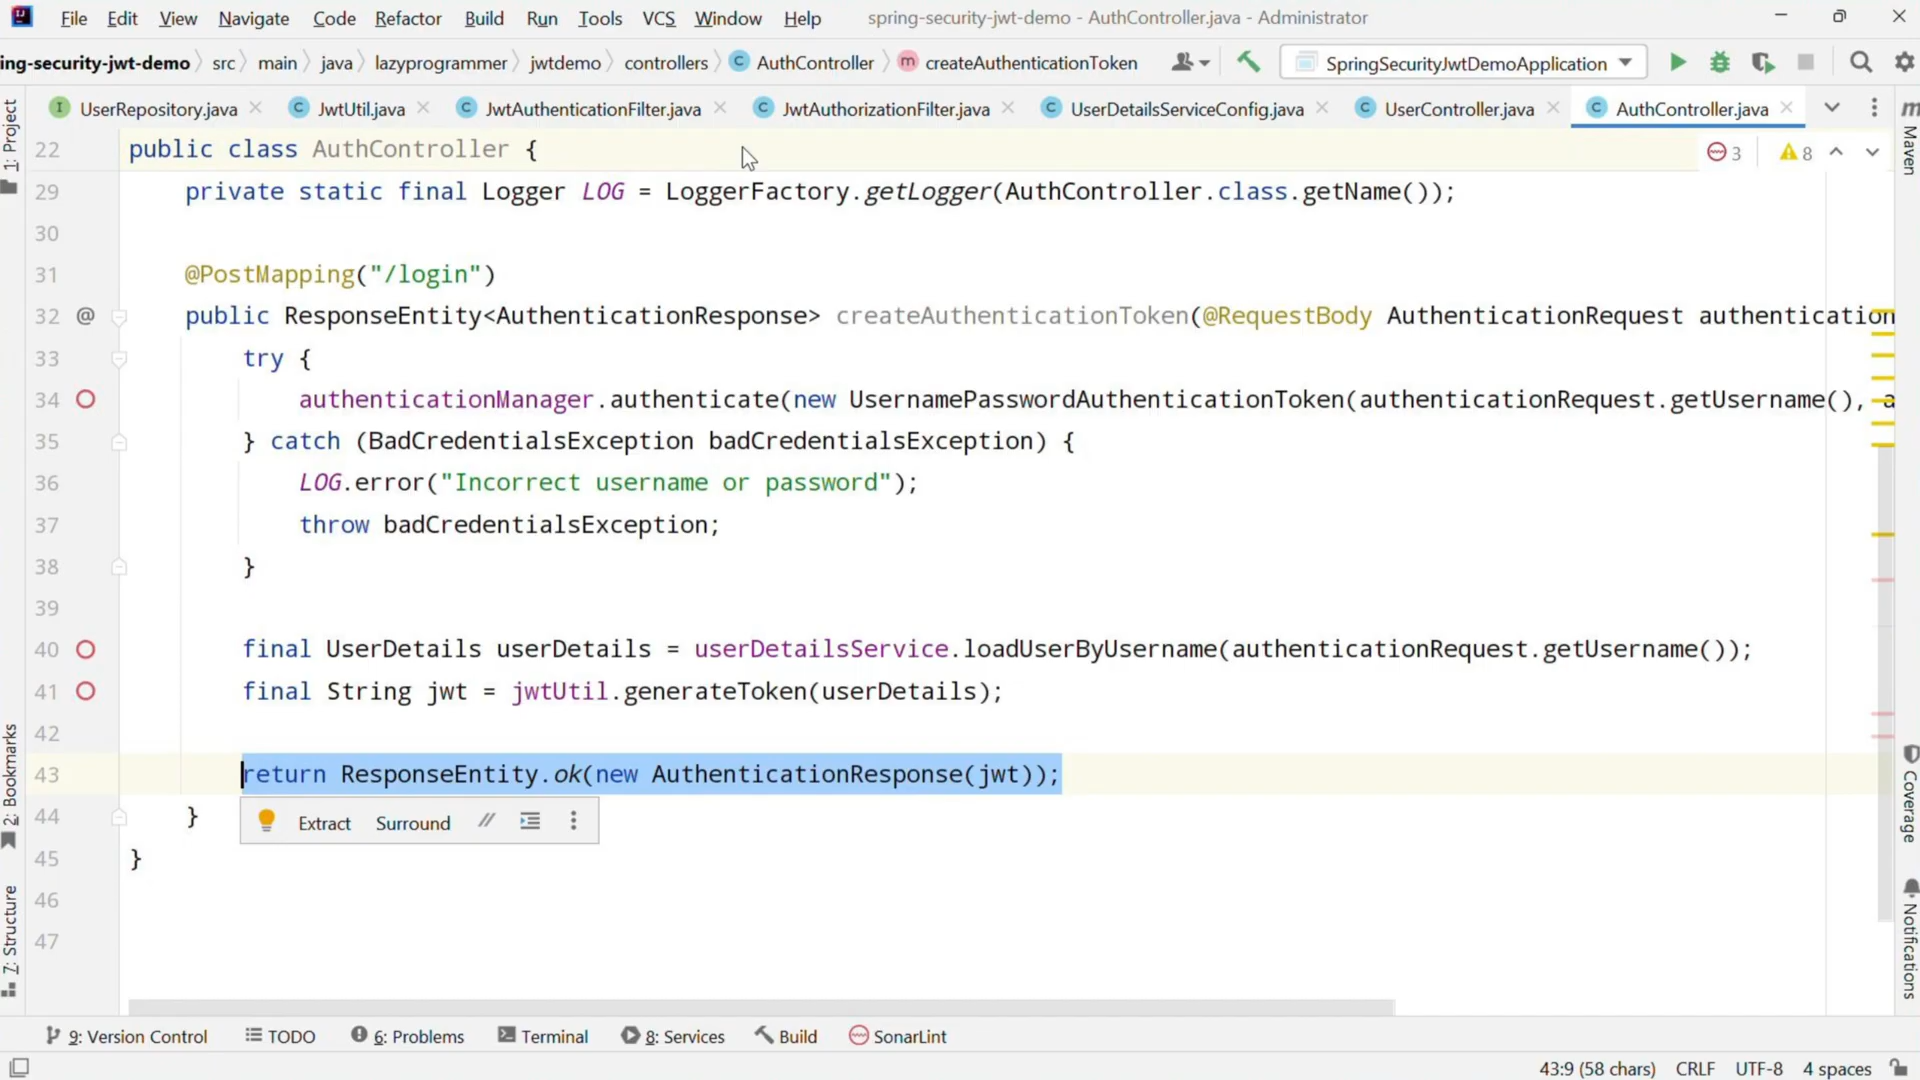 File Edit View Navigate Code Refactor Build Run Tools VCS Window Help spring-security-jwt-demo - AuthController.java - Administrator
ing-security-jwt-demo src main java lazyprogrammer jwtdemo controllers C AuthController m createAuthenticationToken SpringSecurityJwtDemoApplication
I UserRepository.java C JwtUtil.java C JwtAuthenticationFilter.java C JwtAuthorizationFilter.java C UserDetailsServiceConfig.java C UserController.java C AuthController.java m
1: Project
Maven
22 public class AuthController { 3 8
29 private static final Logger LOG = LoggerFactory.getLogger(AuthController.class.getName());
30
31 @PostMapping("/login")
32 @ public ResponseEntity<AuthenticationResponse> createAuthenticationToken(@RequestBody AuthenticationRequest authentication
33 try {
34 authenticationManager.authenticate(new UsernamePasswordAuthenticationToken(authenticationRequest.getUsername(), a
35 } catch (BadCredentialsException badCredentialsException) {
36 LOG.error("Incorrect username or password");
37 throw badCredentialsException;
38 }
39
40 final UserDetails userDetails = userDetailsService.loadUserByUsername(authenticationRequest.getUsername());
41 final String jwt = jwtUtil.generateToken(userDetails);
42
43 return ResponseEntity.ok(new AuthenticationResponse(jwt));
44 }
Extract Surround //
45 }
46
47
2: Bookmarks
7: Structure
Coverage
Notifications
9: Version Control TODO 6: Problems Terminal 8: Services Build SonarLint
43:9 (58 chars) CRLF UTF-8 4 spaces